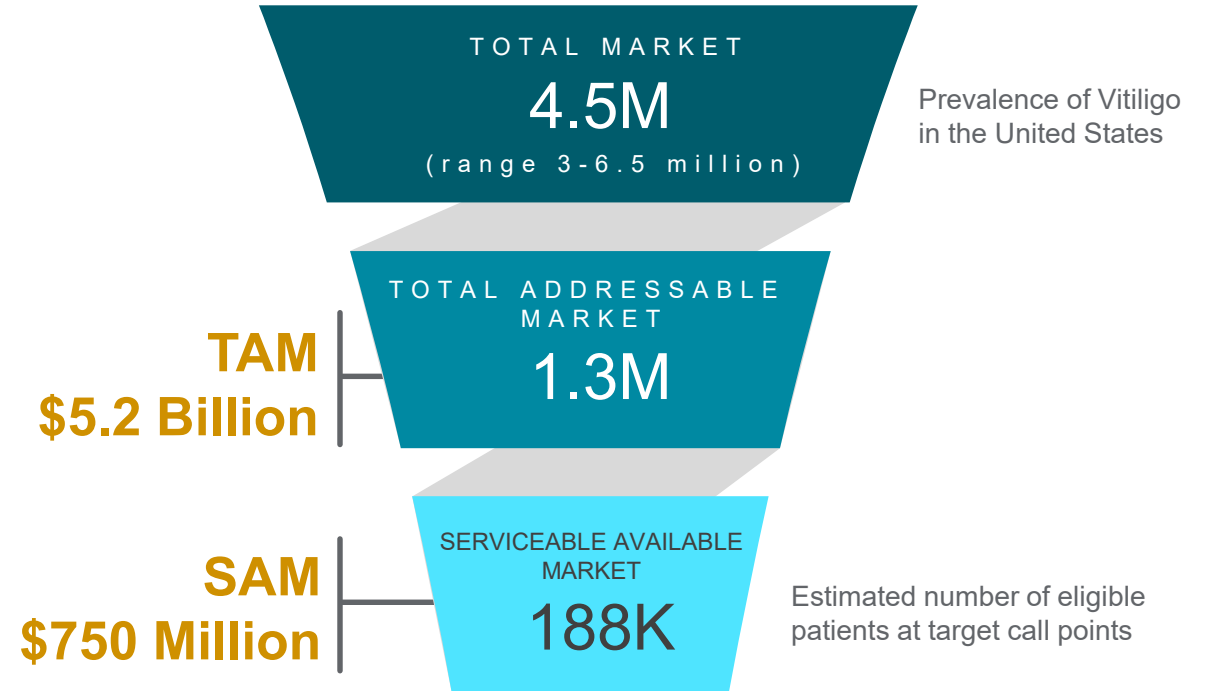 TOTAL MARKET
4.5M
(range 3-6.5 million)
Prevalence of Vitiligo
in the United States
TOTAL ADDRESSABLE
MARKET
1.3M
TAM
$5.2 Billion
SERVICEABLE AVAILABLE
MARKET
188K
SAM
$750 Million
Estimated number of eligible
patients at target call points